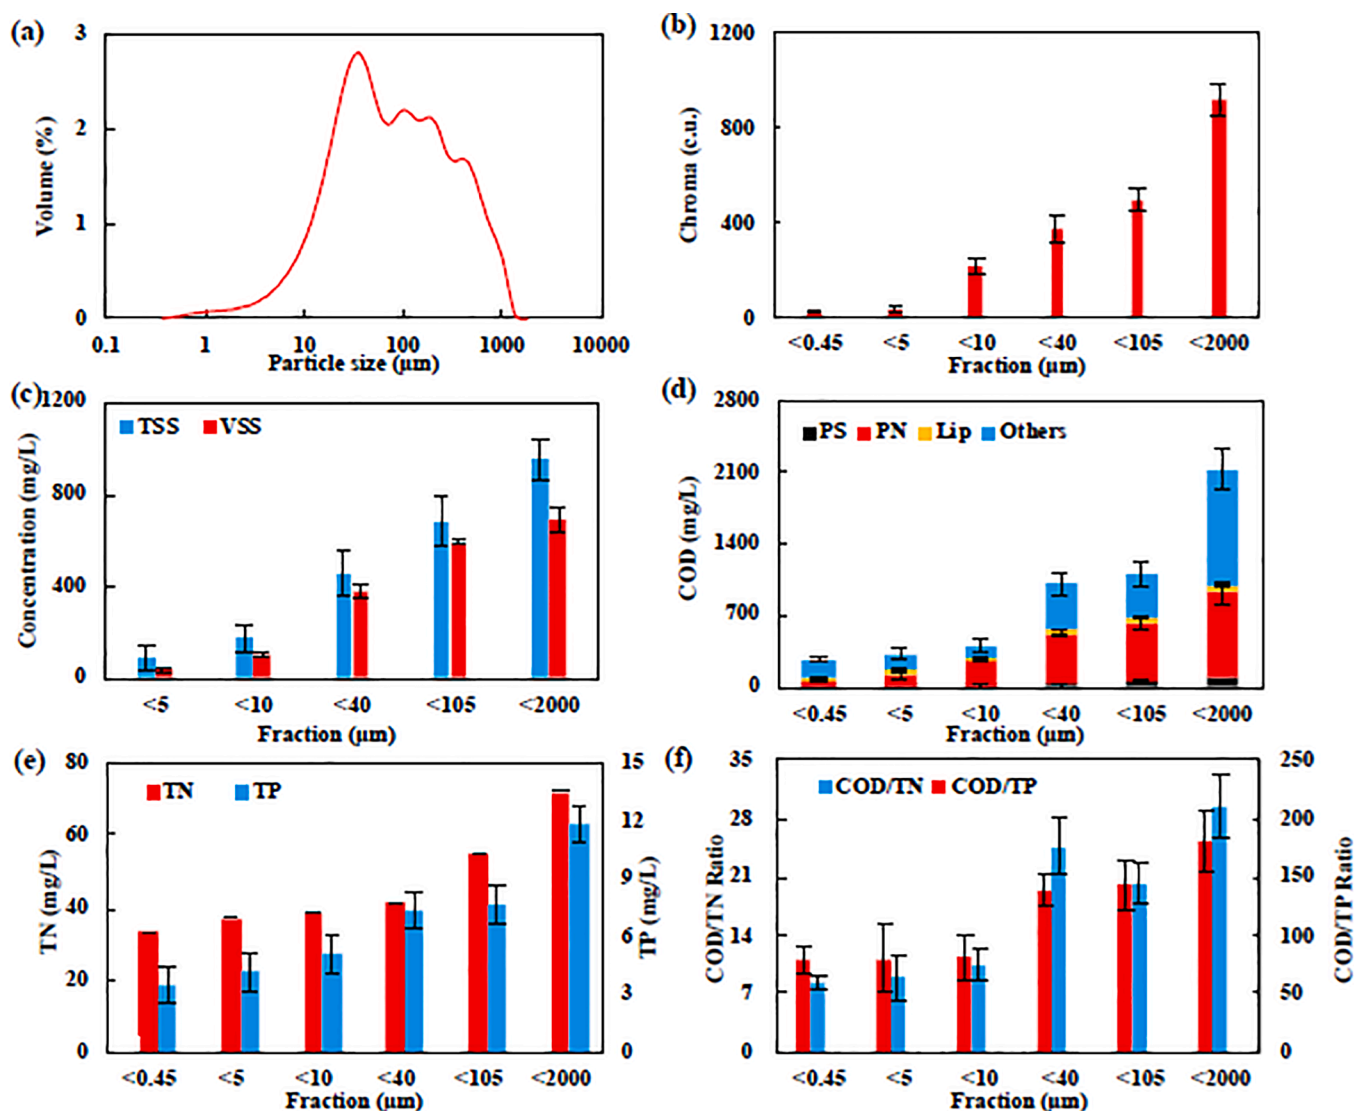 (a)
3
2
1
0
Volume (%)
0.1 1 10 100 1000 10000
Particle size (μm)
(b)
1200
800
400
0
Chroma (c.u.)
<0.45 <5 <10 <40 <105 <2000
Fraction (μm)
(c)
1200
800
400
0
Concentration (mg/L)
TSS VSS
<5 <10 <40 <105 <2000
Fraction (μm)
(d)
2800
2100
1400
700
0
COD (mg/L)
PS PN Lip Others
<0.45 <5 <10 <40 <105 <2000
Fraction (μm)
(e)
80
60
40
20
0
TN (mg/L)
TN TP
15
12
9
6
3
0
TP (mg/L)
<0.45 <5 <10 <40 <105 <2000
Fraction (μm)
(f)
35
28
21
14
7
0
COD/TN Ratio
COD/TN COD/TP
250
200
150
100
50
0
COD/TP Ratio
<0.45 <5 <10 <40 <105 <2000
Fraction (μm)